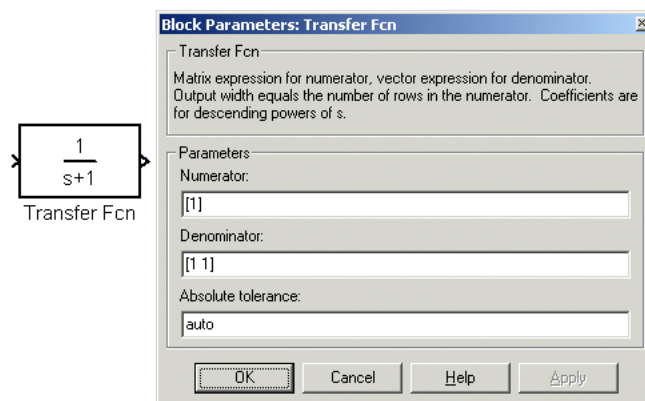 Block Parameters: Transfer Fcn
Transfer Fcn
Matrix expression for numerator, vector expression for denominator.
Output width equals the number of rows in the numerator. Coefficients are
for descending powers of s.
1
s+1
Transfer Fcn
Parameters
Numerator:
[1]
Denominator:
[1 1]
Absolute tolerance:
auto
OK Cancel Help Apply